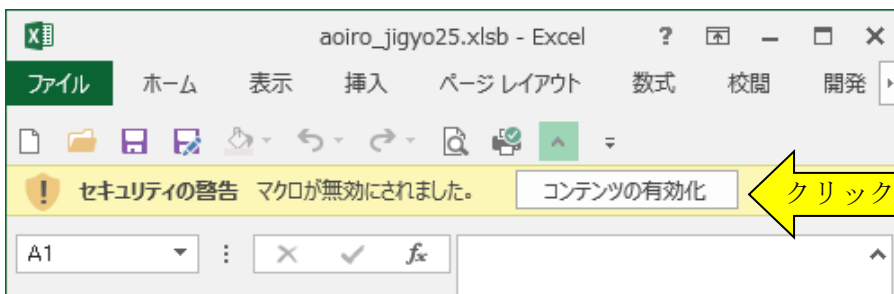 aoiro_jigyo25.xlsb - Excel
ファイル ホーム 表示 挿入 ページ レイアウト 数式 校閲 開発
セキュリティの警告 マクロが無効にされました。 コンテンツの有効化 クリック
A1 fx